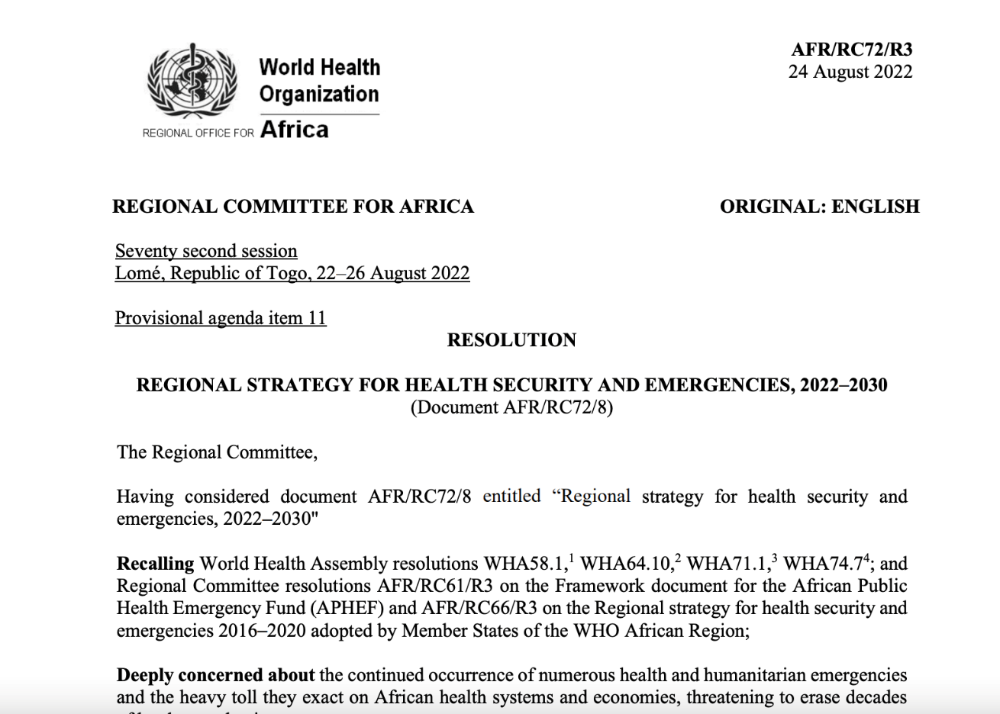 World Health
Organization
REGIONAL OFFICE FOR Africa
AFR/RC72/R3
24 August 2022
REGIONAL COMMITTEE FOR AFRICA
ORIGINAL: ENGLISH
Seventy second session
Lomé, Republic of Togo, 22–26 August 2022
Provisional agenda item 11
RESOLUTION
REGIONAL STRATEGY FOR HEALTH SECURITY AND EMERGENCIES, 2022–2030
(Document AFR/RC72/8)
The Regional Committee,
Having considered document AFR/RC72/8 entitled “Regional strategy for health security and
emergencies, 2022–2030"
Recalling World Health Assembly resolutions WHA58.1,¹ WHA64.10,² WHA71.1,³ WHA74.7⁴; and
Regional Committee resolutions AFR/RC61/R3 on the Framework document for the African Public
Health Emergency Fund (APHEF) and AFR/RC66/R3 on the Regional strategy for health security and
emergencies 2016–2020 adopted by Member States of the WHO African Region;
Deeply concerned about the continued occurrence of numerous health and humanitarian emergencies
and the heavy toll they exact on African health systems and economies, threatening to erase decades